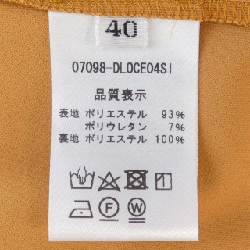 40
07098-DLOCE04SI
品質表示
表地 ポリエステル 93%
ポリウレタン 7%
裏地 ポリエステル 100%
F W